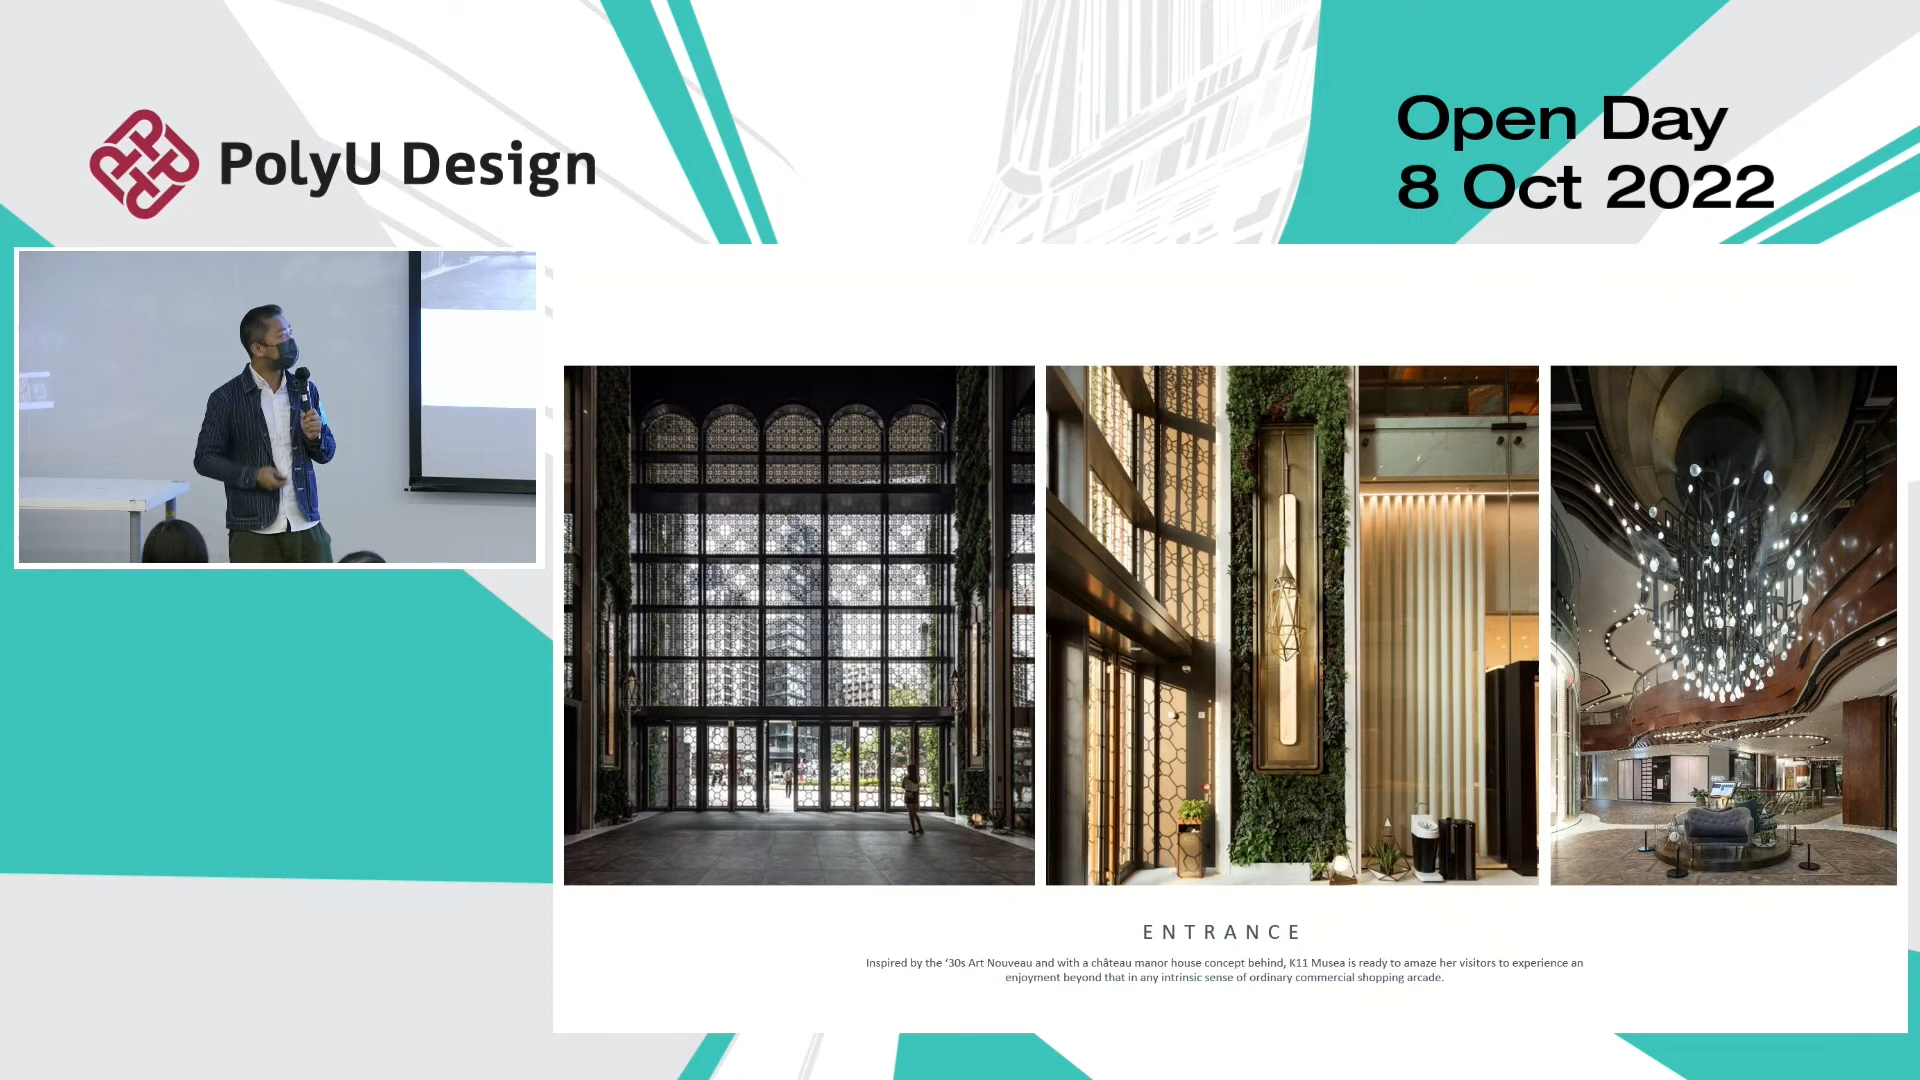 PolyU Design
Open Day
8 Oct 2022
ENTRANCE
Inspired by the ‘30s Art Nouveau and with a château manor house concept behind, K11 Musea is ready to amaze her visitors to experience an
enjoyment beyond that in any intrinsic sense of ordinary commercial shopping arcade.